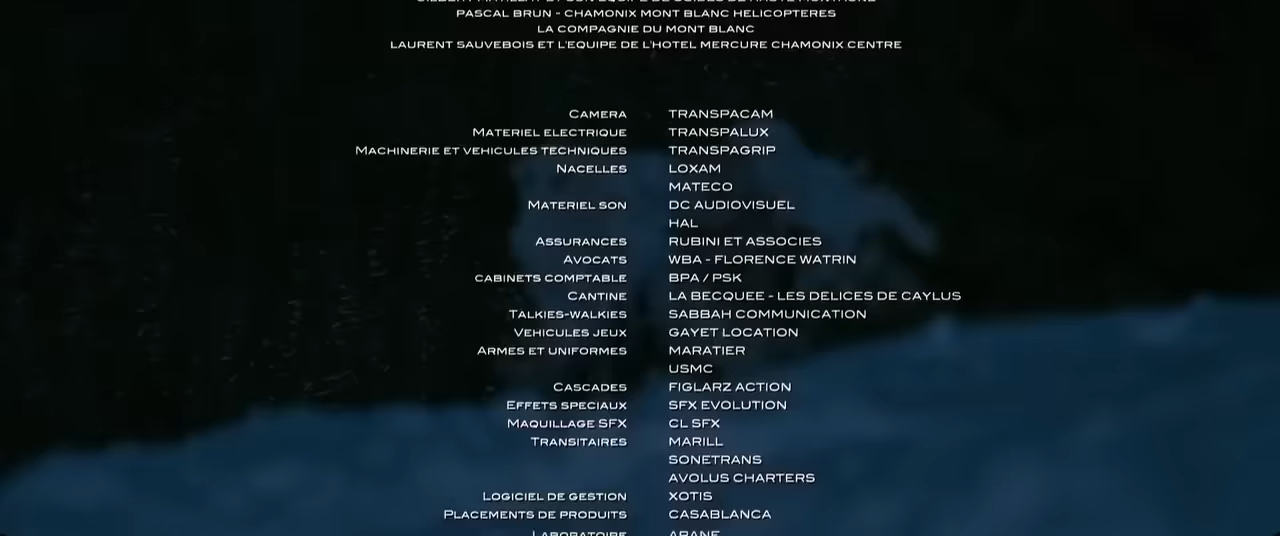 PASCAL BRUN - CHAMONIX MONT BLANC HELICOPTERES
LA COMPAGNIE DU MONT BLANC
LAURENT SAUVEBOIS ET L'EQUIPE DE L'HOTEL MERCURE CHAMONIX CENTRE
CAMERA TRANSPACAM
MATERIEL ELECTRIQUE TRANSPALUX
MACHINERIE ET VEHICULES TECHNIQUES TRANSPAGRIP
NACELLES LOXAM
MATECO
MATERIEL SON DC AUDIOVISUEL
HAL
ASSURANCES RUBINI ET ASSOCIES
AVOCATS WBA - FLORENCE WATRIN
CABINETS COMPTABLE BPA / PSK
CANTINE LA BECQUEE - LES DELICES DE CAYLUS
TALKIES-WALKIES SABBAH COMMUNICATION
VEHICULES JEUX GAYET LOCATION
ARMES ET UNIFORMES MARATIER
USMC
CASCADES FIGLARZ ACTION
EFFETS SPECIAUX SFX EVOLUTION
MAQUILLAGE SFX CL SFX
TRANSITAIRES MARILL
SONETRANS
AVOLUS CHARTERS
LOGICIEL DE GESTION XOTIS
PLACEMENTS DE PRODUITS CASABLANCA
LABORATOIRE